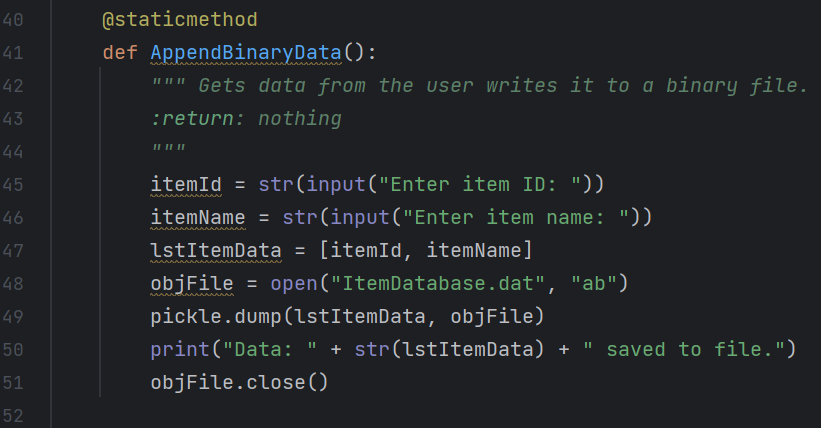 40 @staticmethod
41 def AppendBinaryData():
42 """ Gets data from the user writes it to a binary file.
43 :return: nothing
44 """
45 itemId = str(input("Enter item ID: "))
46 itemName = str(input("Enter item name: "))
47 lstItemData = [itemId, itemName]
48 objFile = open("ItemDatabase.dat", "ab")
49 pickle.dump(lstItemData, objFile)
50 print("Data: " + str(lstItemData) + " saved to file.")
51 objFile.close()
52